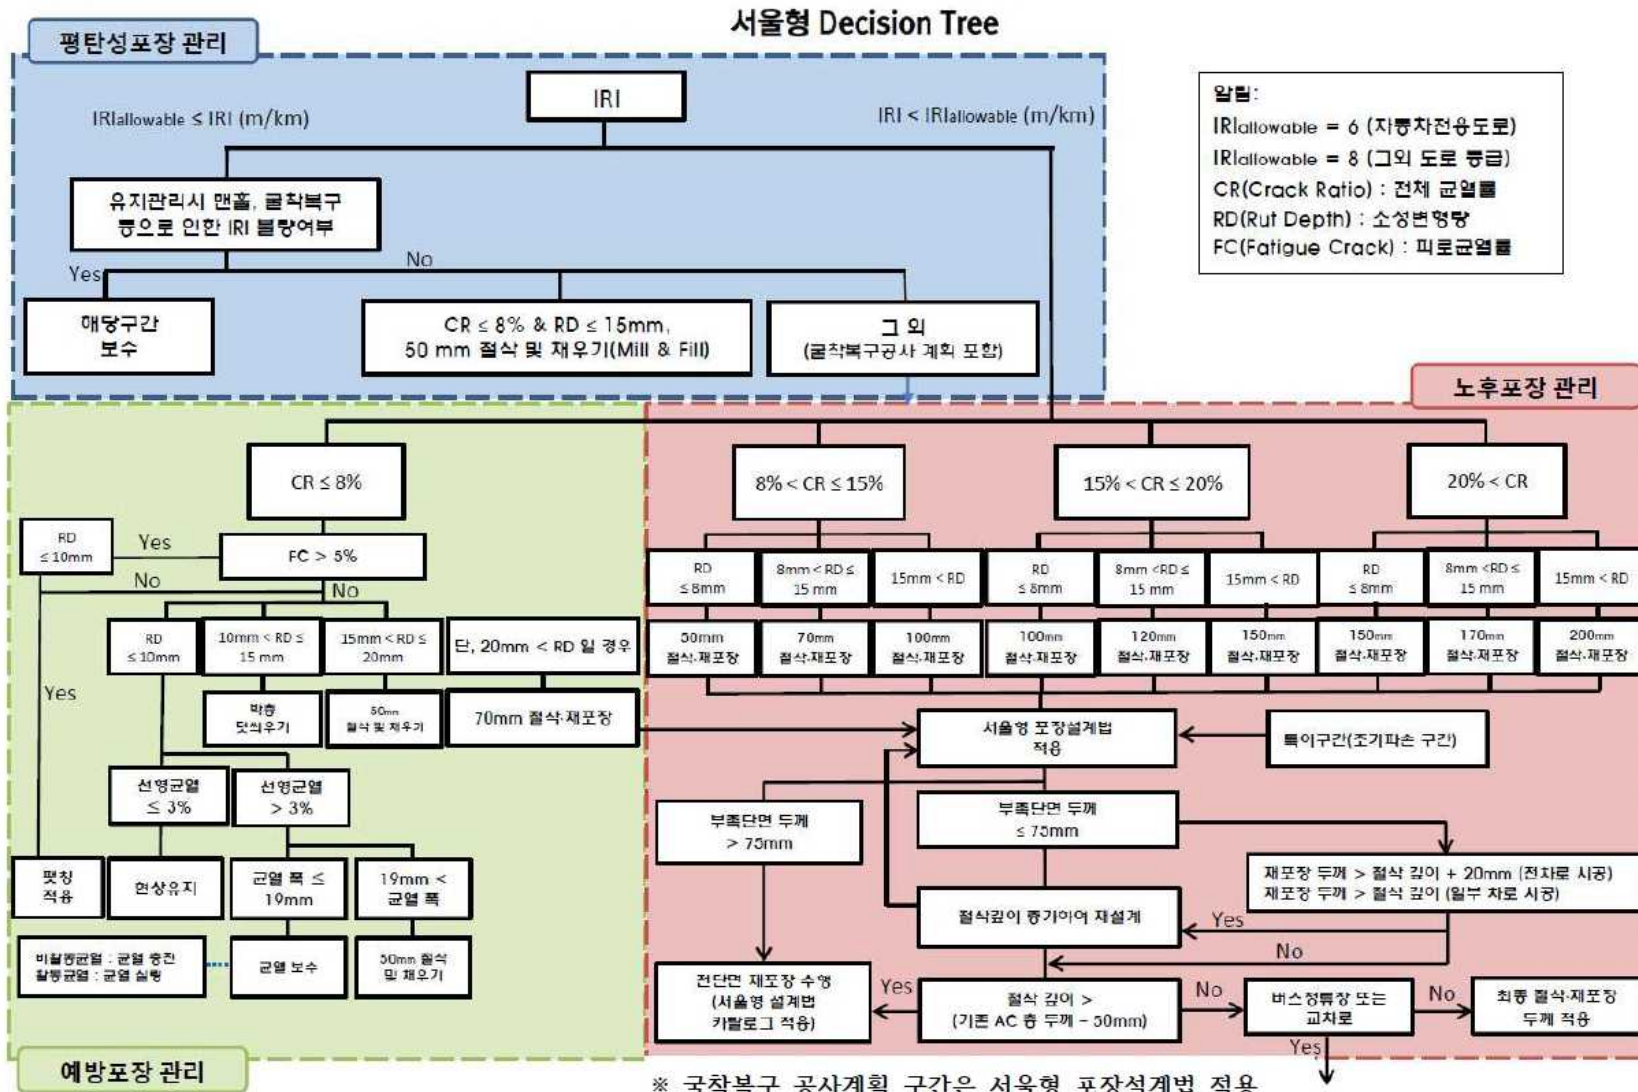 서울형 Decision Tree
평탄성포장 관리
IRI
IRIallowable ≤ IRI (m/km)
IRI < IRIallowable (m/km)
알림:
IRIallowable = 6 (자동차전용도로)
IRIallowable = 8 (그외 도로 등급)
CR(Crack Ratio) : 전체 균열률
RD(Rut Depth) : 소성변형량
FC(Fatigue Crack) : 피로균열률
유지관리시 맨홀, 굴착복구
등으로 인한 IRI 불량여부
Yes
No
해당구간
보수
CR ≤ 8% & RD ≤ 15mm,
50 mm 절삭 및 재우기(Mill & Fill)
그 외
(굴착복구공사 계획 포함)
노후포장 관리
CR ≤ 8%
8% < CR ≤ 15%
15% < CR ≤ 20%
20% < CR
RD
≤ 10mm
Yes
FC > 5%
No
No
RD
≤ 8mm
8mm <RD ≤
15 mm
15mm < RD
RD
≤ 8mm
8mm <RD ≤
15 mm
15mm < RD
RD
≤ 8mm
8mm <RD ≤
15 mm
15mm < RD
RD
≤ 10mm
10mm < RD ≤
15 mm
15mm < RD ≤
20mm
단, 20mm < RD 일 경우
50mm
절삭·재포장
70mm
절삭·재포장
100mm
절삭·재포장
100mm
절삭·재포장
120mm
절삭·재포장
150mm
절삭·재포장
150mm
절삭·재포장
170mm
절삭·재포장
200mm
절삭·재포장
Yes
박층
덧씌우기
50mm
절삭 및 재우기
70mm 절삭·재포장
서울형 포장설계법
적용
특이구간(조기파손 구간)
선형균열
≤ 3%
선형균열
> 3%
부족단면 두께
> 75mm
부족단면 두께
≤ 75mm
재포장 두께 > 절삭 깊이 + 20mm (전차로 시공)
재포장 두께 > 절삭 깊이 (일부 차로 시공)
팻칭
적용
현상유지
균열 폭 ≤
19mm
19mm <
균열 폭
절삭깊이 증가하여 재설계
Yes
No
비활동균열 : 균열 충진
활동균열 : 균열 실링
균열 보수
50mm 절삭
및 채우기
전단면 재포장 수행
(서울형 설계법
카탈로그 적용)
Yes
절삭 깊이 >
(기존 AC 층 두께 – 50mm)
No
버스정류장 또는
교차로
No
최종 절삭·재포장
두께 적용
Yes
예방포장 관리
※ 굴착복구 공사계획 구간은 서울형 포장설계법 적용